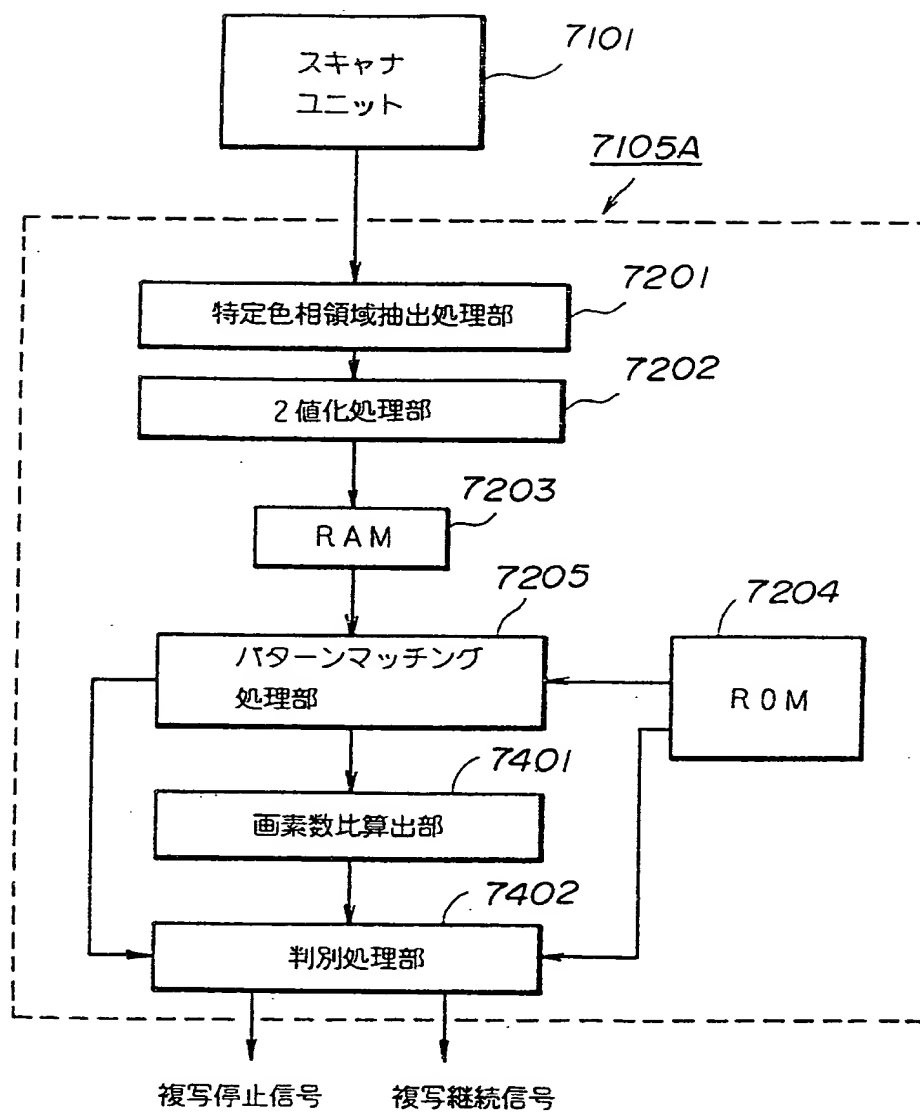 スキャナ
ユニット
7101
7105A
特定色相領域抽出処理部
7201
2値化処理部
7202
RAM
7203
パターンマッチング
処理部
7205
ROM
7204
画素数比算出部
7401
判別処理部
7402
複写停止信号
複写継続信号